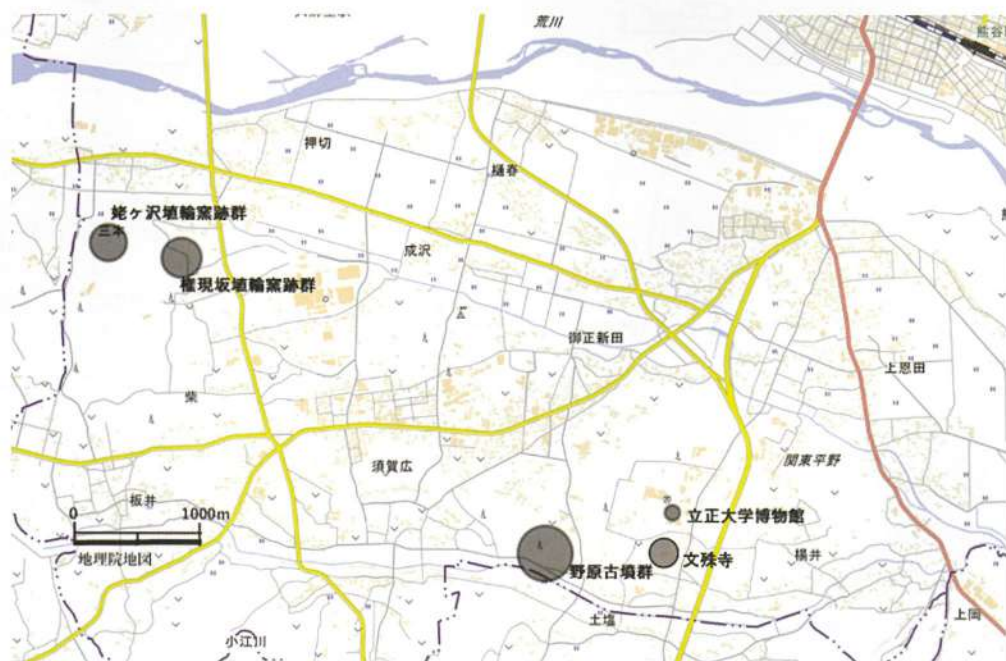 荒川
熊谷
押切
樋春
姥ヶ沢埴輪窯跡群
三本
成沢
権現坂埴輪窯跡群
御正新田
上恩田
柴
須賀広
関東平野
板井
0 1000m
立正大学博物館
地理院地図
野原古墳群
文殊寺
横井
土塩
上岡
小江川